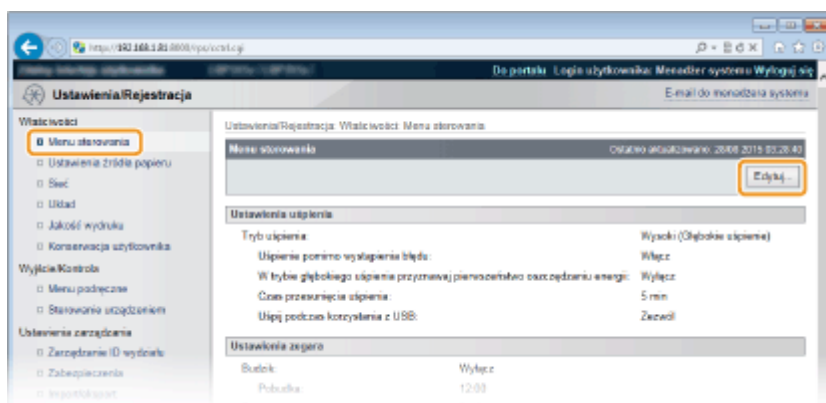 http://192.168.1.81:8000/rps/cctrl.cgi
Do portalu Login użytkownika: Menedżer systemu Wyloguj się
Ustawienia/Rejestracja
E-mail do menedżera systemu
Właściwości
Menu sterowania
Ustawienia źródła papieru
Sieć
Układ
Jakość wydruku
Konserwacja użytkownika
Wyjście/Kontrola
Menu podręczne
Sterowanie urządzeniem
Ustawienia zarządzania
Zarządzanie ID wydziału
Zabezpieczenia
Import/eksport
Ustawienia/Rejestracja: Właściwości: Menu sterowania
Menu sterowania
Ostatnio aktualizowano: 28/08 2015 03:28:40
Edytuj...
Ustawienia uśpienia
Tryb uśpienia: Wysoki (Głębokie uśpienie)
Uśpienie pomimo wystąpienia błędu: Włącz
W trybie głębokiego uśpienia przyznawaj pierwszeństwo oszczędzaniu energii: Wyłącz
Czas przesunięcia uśpienia: 5 min
Uśpij podczas korzystania z USB: Zezwól
Ustawienia zegara
Budzik: Wyłącz
Pobudka: 12:00